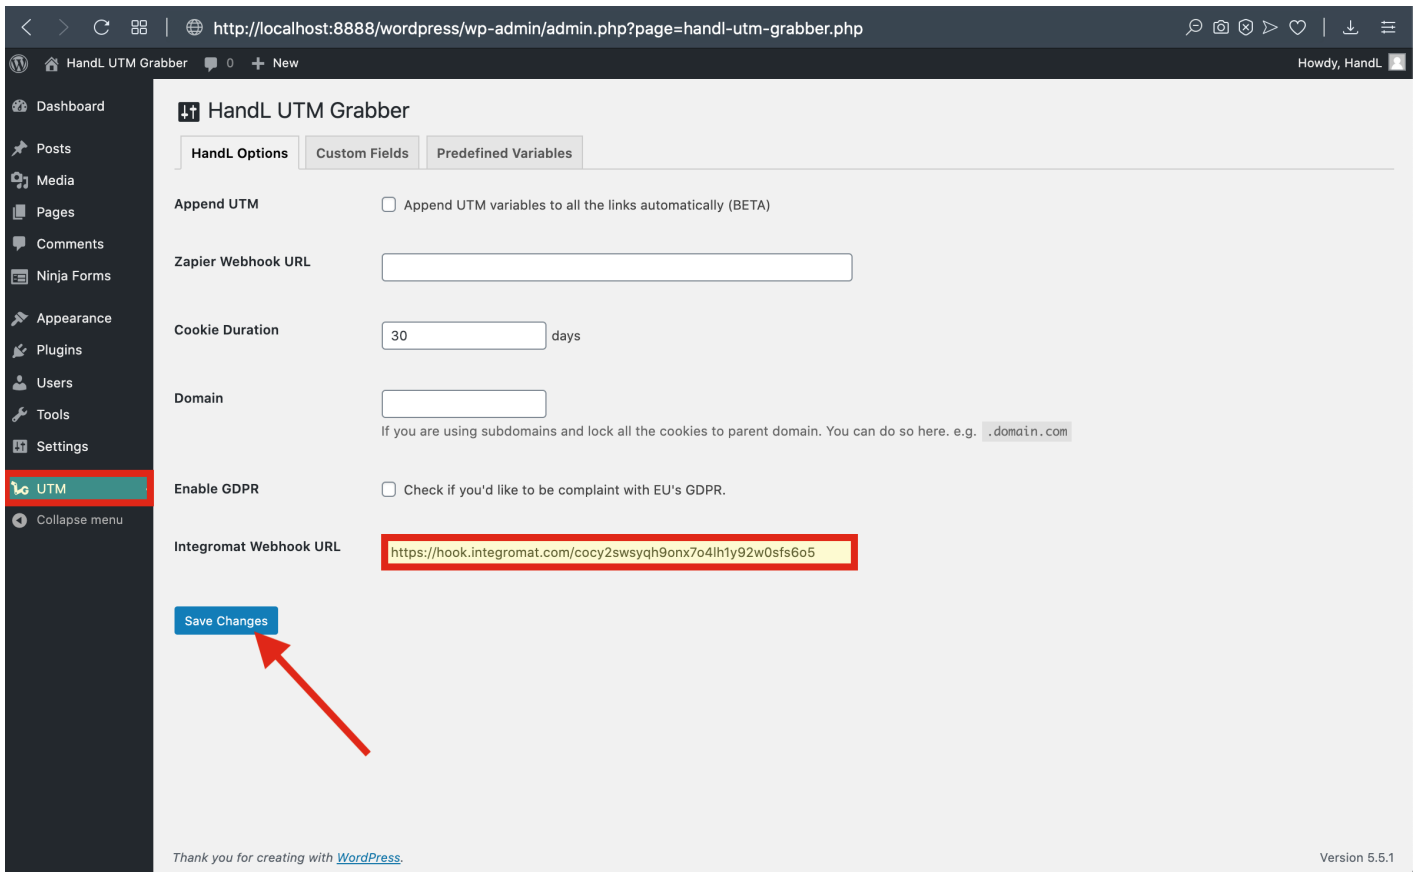 http://localhost:8888/wordpress/wp-admin/admin.php?page=handl-utm-grabber.php
HandL UTM Grabber 0 New Howdy, HandL
Dashboard
Posts
Media
Pages
Comments
Ninja Forms
Appearance
Plugins
Users
Tools
Settings
UTM
Collapse menu
HandL UTM Grabber
HandL Options Custom Fields Predefined Variables
Append UTM Append UTM variables to all the links automatically (BETA)
Zapier Webhook URL
Cookie Duration 30 days
Domain
If you are using subdomains and lock all the cookies to parent domain. You can do so here. e.g. .domain.com
Enable GDPR Check if you'd like to be complaint with EU's GDPR.
Integromat Webhook URL https://hook.integromat.com/cocy2swsyqh9onx7o4lh1y92w0sfs6o5
Save Changes
Thank you for creating with WordPress. Version 5.5.1